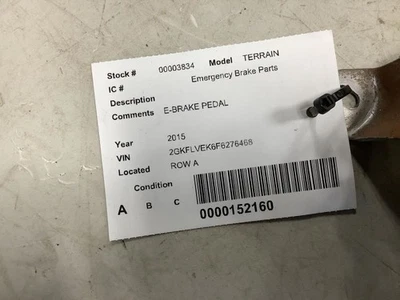 Stock # 00003834 Model TERRAIN
IC # Emergency Brake Parts
Description
Comments E-BRAKE PEDAL
Year 2015
VIN 2GKFLVEK6F6276468
Located ROW A
Condition
A B C
0000152160